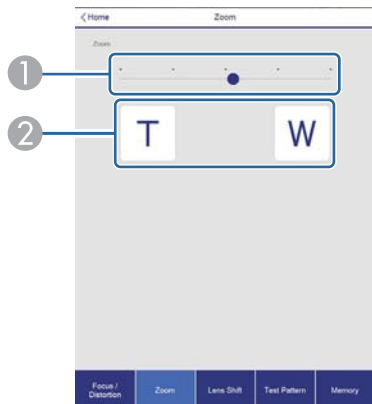 < Home Zoom
Zoom
1
2
T W
Focus / Distortion Zoom Lens Shift Test Pattern Memory